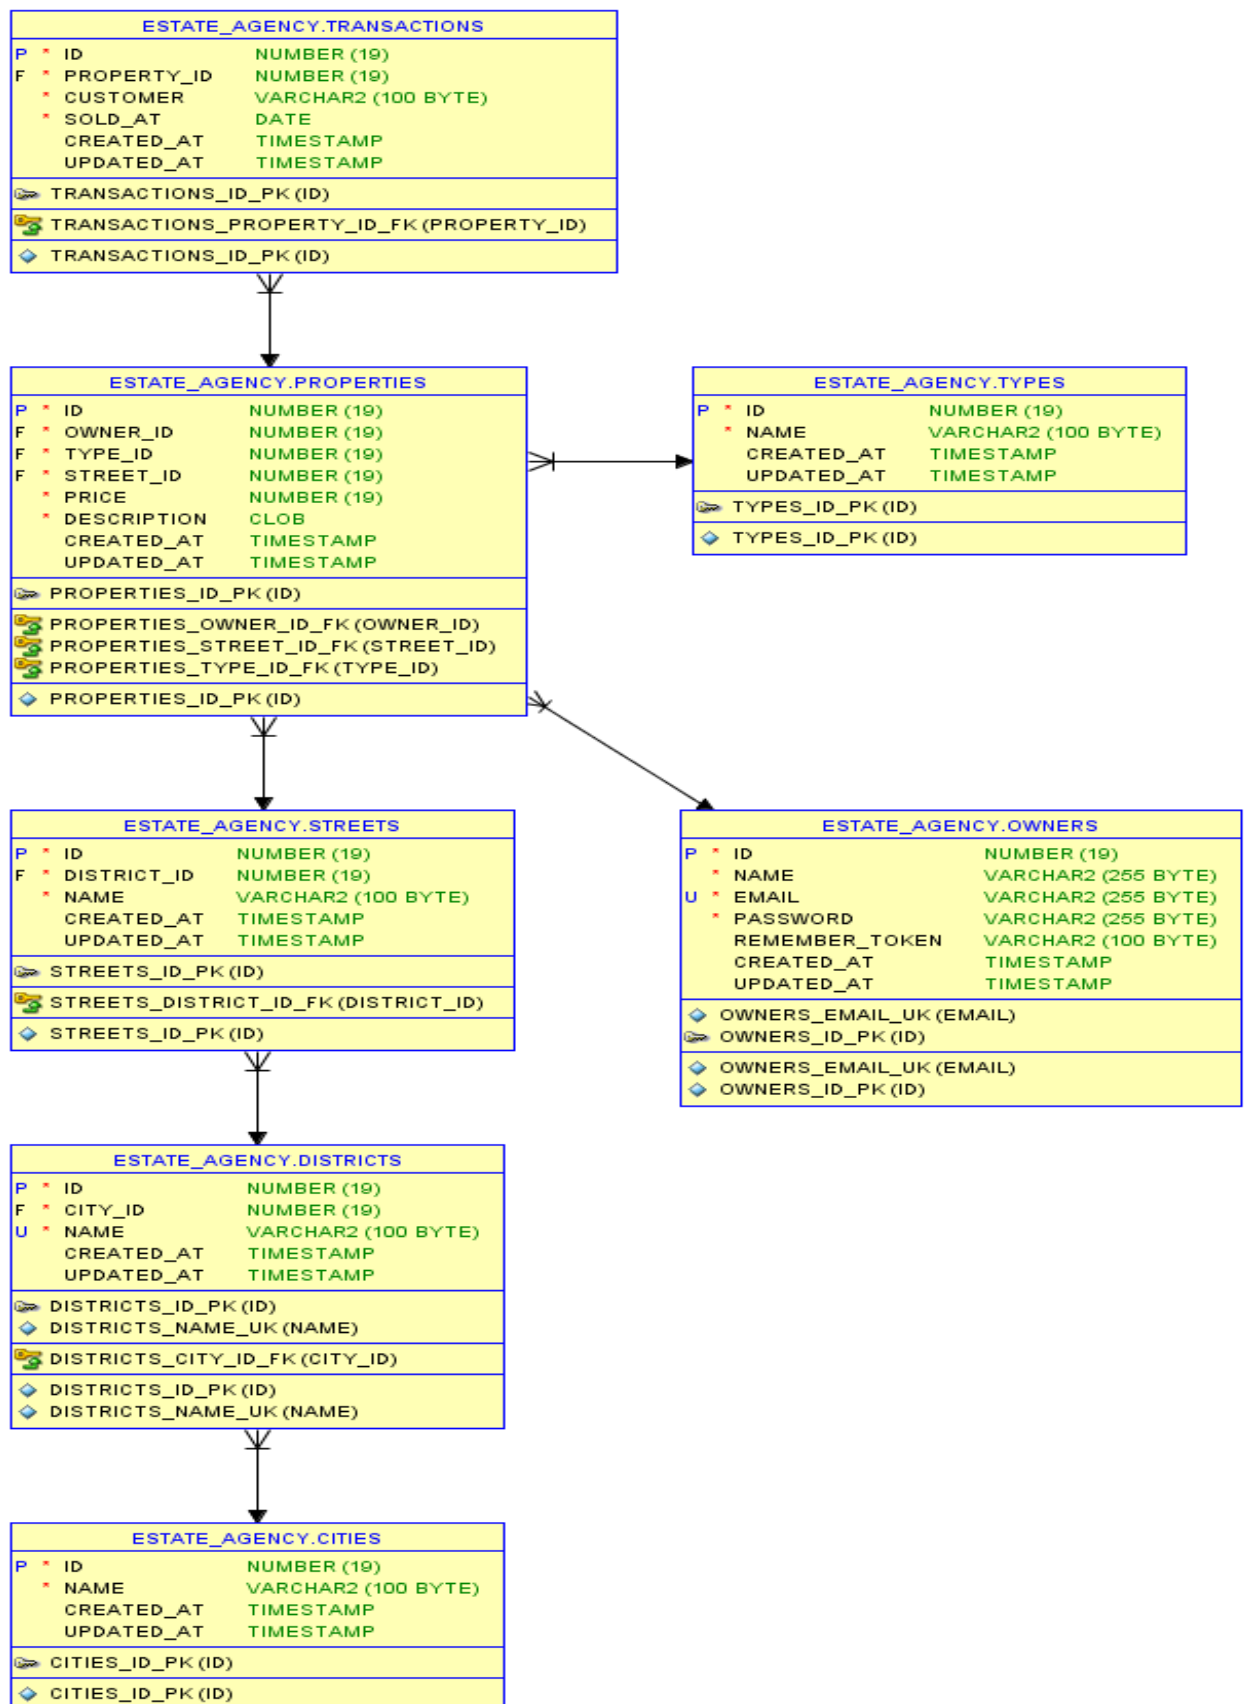 ESTATE_AGENCY.TRANSACTIONS
P * ID NUMBER (19)
F * PROPERTY_ID NUMBER (19)
* CUSTOMER VARCHAR2 (100 BYTE)
* SOLD_AT DATE
CREATED_AT TIMESTAMP
UPDATED_AT TIMESTAMP
TRANSACTIONS_ID_PK (ID)
TRANSACTIONS_PROPERTY_ID_FK (PROPERTY_ID)
TRANSACTIONS_ID_PK (ID)
ESTATE_AGENCY.PROPERTIES
P * ID NUMBER (19)
F * OWNER_ID NUMBER (19)
F * TYPE_ID NUMBER (19)
F * STREET_ID NUMBER (19)
* PRICE NUMBER (19)
* DESCRIPTION CLOB
CREATED_AT TIMESTAMP
UPDATED_AT TIMESTAMP
PROPERTIES_ID_PK (ID)
PROPERTIES_OWNER_ID_FK (OWNER_ID)
PROPERTIES_STREET_ID_FK (STREET_ID)
PROPERTIES_TYPE_ID_FK (TYPE_ID)
PROPERTIES_ID_PK (ID)
ESTATE_AGENCY.TYPES
P * ID NUMBER (19)
* NAME VARCHAR2 (100 BYTE)
CREATED_AT TIMESTAMP
UPDATED_AT TIMESTAMP
TYPES_ID_PK (ID)
TYPES_ID_PK (ID)
ESTATE_AGENCY.STREETS
P * ID NUMBER (19)
F * DISTRICT_ID NUMBER (19)
* NAME VARCHAR2 (100 BYTE)
CREATED_AT TIMESTAMP
UPDATED_AT TIMESTAMP
STREETS_ID_PK (ID)
STREETS_DISTRICT_ID_FK (DISTRICT_ID)
STREETS_ID_PK (ID)
ESTATE_AGENCY.OWNERS
P * ID NUMBER (19)
* NAME VARCHAR2 (255 BYTE)
U * EMAIL VARCHAR2 (255 BYTE)
* PASSWORD VARCHAR2 (255 BYTE)
REMEMBER_TOKEN VARCHAR2 (100 BYTE)
CREATED_AT TIMESTAMP
UPDATED_AT TIMESTAMP
OWNERS_EMAIL_UK (EMAIL)
OWNERS_ID_PK (ID)
OWNERS_EMAIL_UK (EMAIL)
OWNERS_ID_PK (ID)
ESTATE_AGENCY.DISTRICTS
P * ID NUMBER (19)
F * CITY_ID NUMBER (19)
U * NAME VARCHAR2 (100 BYTE)
CREATED_AT TIMESTAMP
UPDATED_AT TIMESTAMP
DISTRICTS_ID_PK (ID)
DISTRICTS_NAME_UK (NAME)
DISTRICTS_CITY_ID_FK (CITY_ID)
DISTRICTS_ID_PK (ID)
DISTRICTS_NAME_UK (NAME)
ESTATE_AGENCY.CITIES
P * ID NUMBER (19)
* NAME VARCHAR2 (100 BYTE)
CREATED_AT TIMESTAMP
UPDATED_AT TIMESTAMP
CITIES_ID_PK (ID)
CITIES_ID_PK (ID)